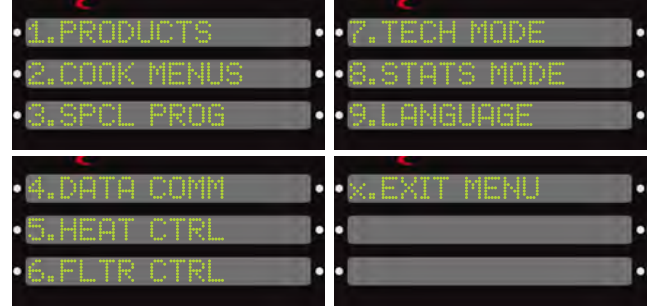 1.PRODUCTS
2.COOK MENUS
3.SPCL PROG
4.DATA COMM
5.HEAT CTRL
6.FLTR CTRL
7.TECH MODE
8.STATS MODE
9.LANGUAGE
x.EXIT MENU